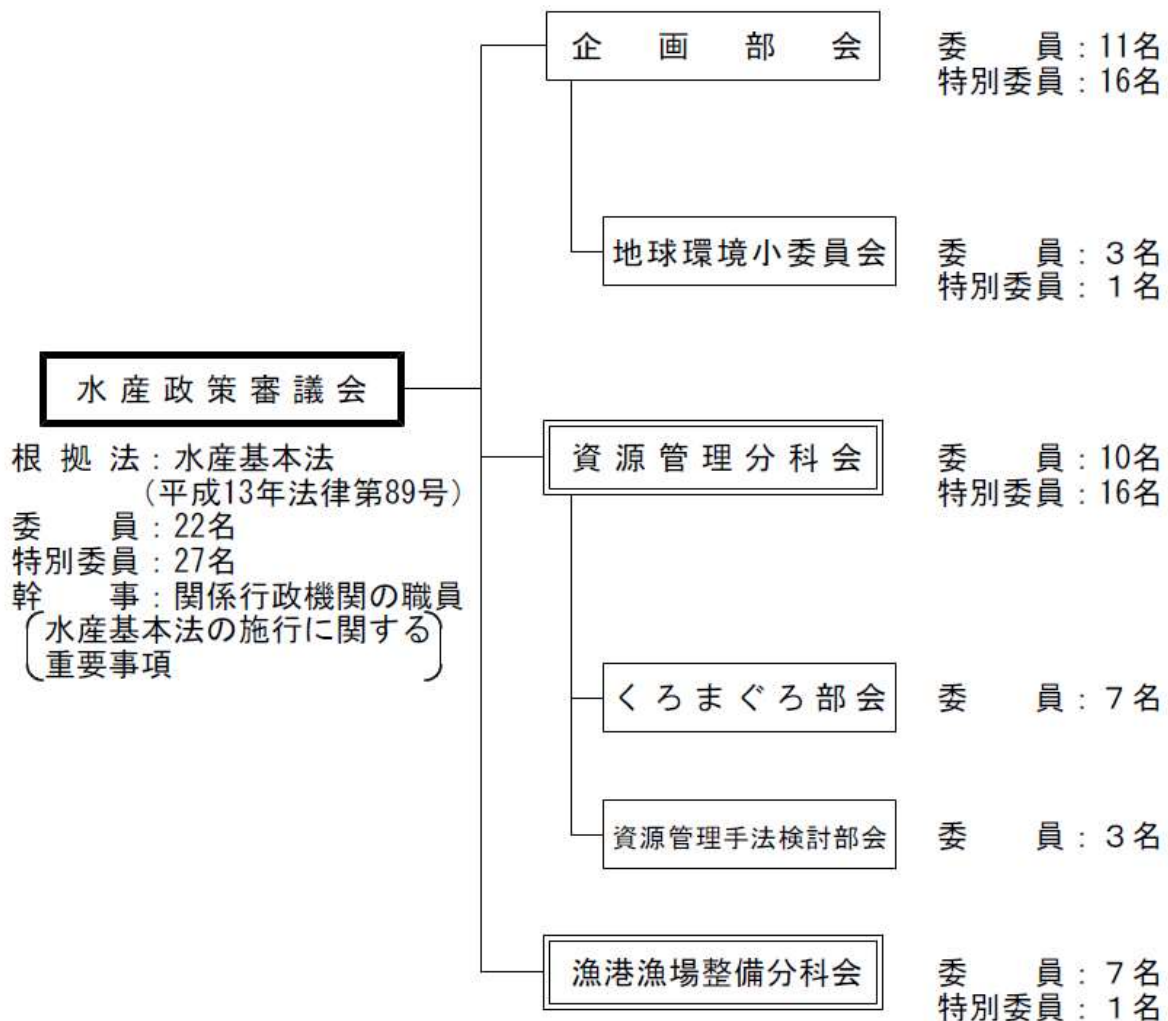 企画部会
委員：11名
特別委員：16名
地球環境小委員会
委員：３名
特別委員：１名
水産政策審議会
根拠法：水産基本法
（平成13年法律第89号）
委員：22名
特別委員：27名
幹事：関係行政機関の職員
水産基本法の施行に関する
重要事項
資源管理分科会
委員：10名
特別委員：16名
くろまぐろ部会
委員：７名
資源管理手法検討部会
委員：３名
漁港漁場整備分科会
委員：７名
特別委員：１名